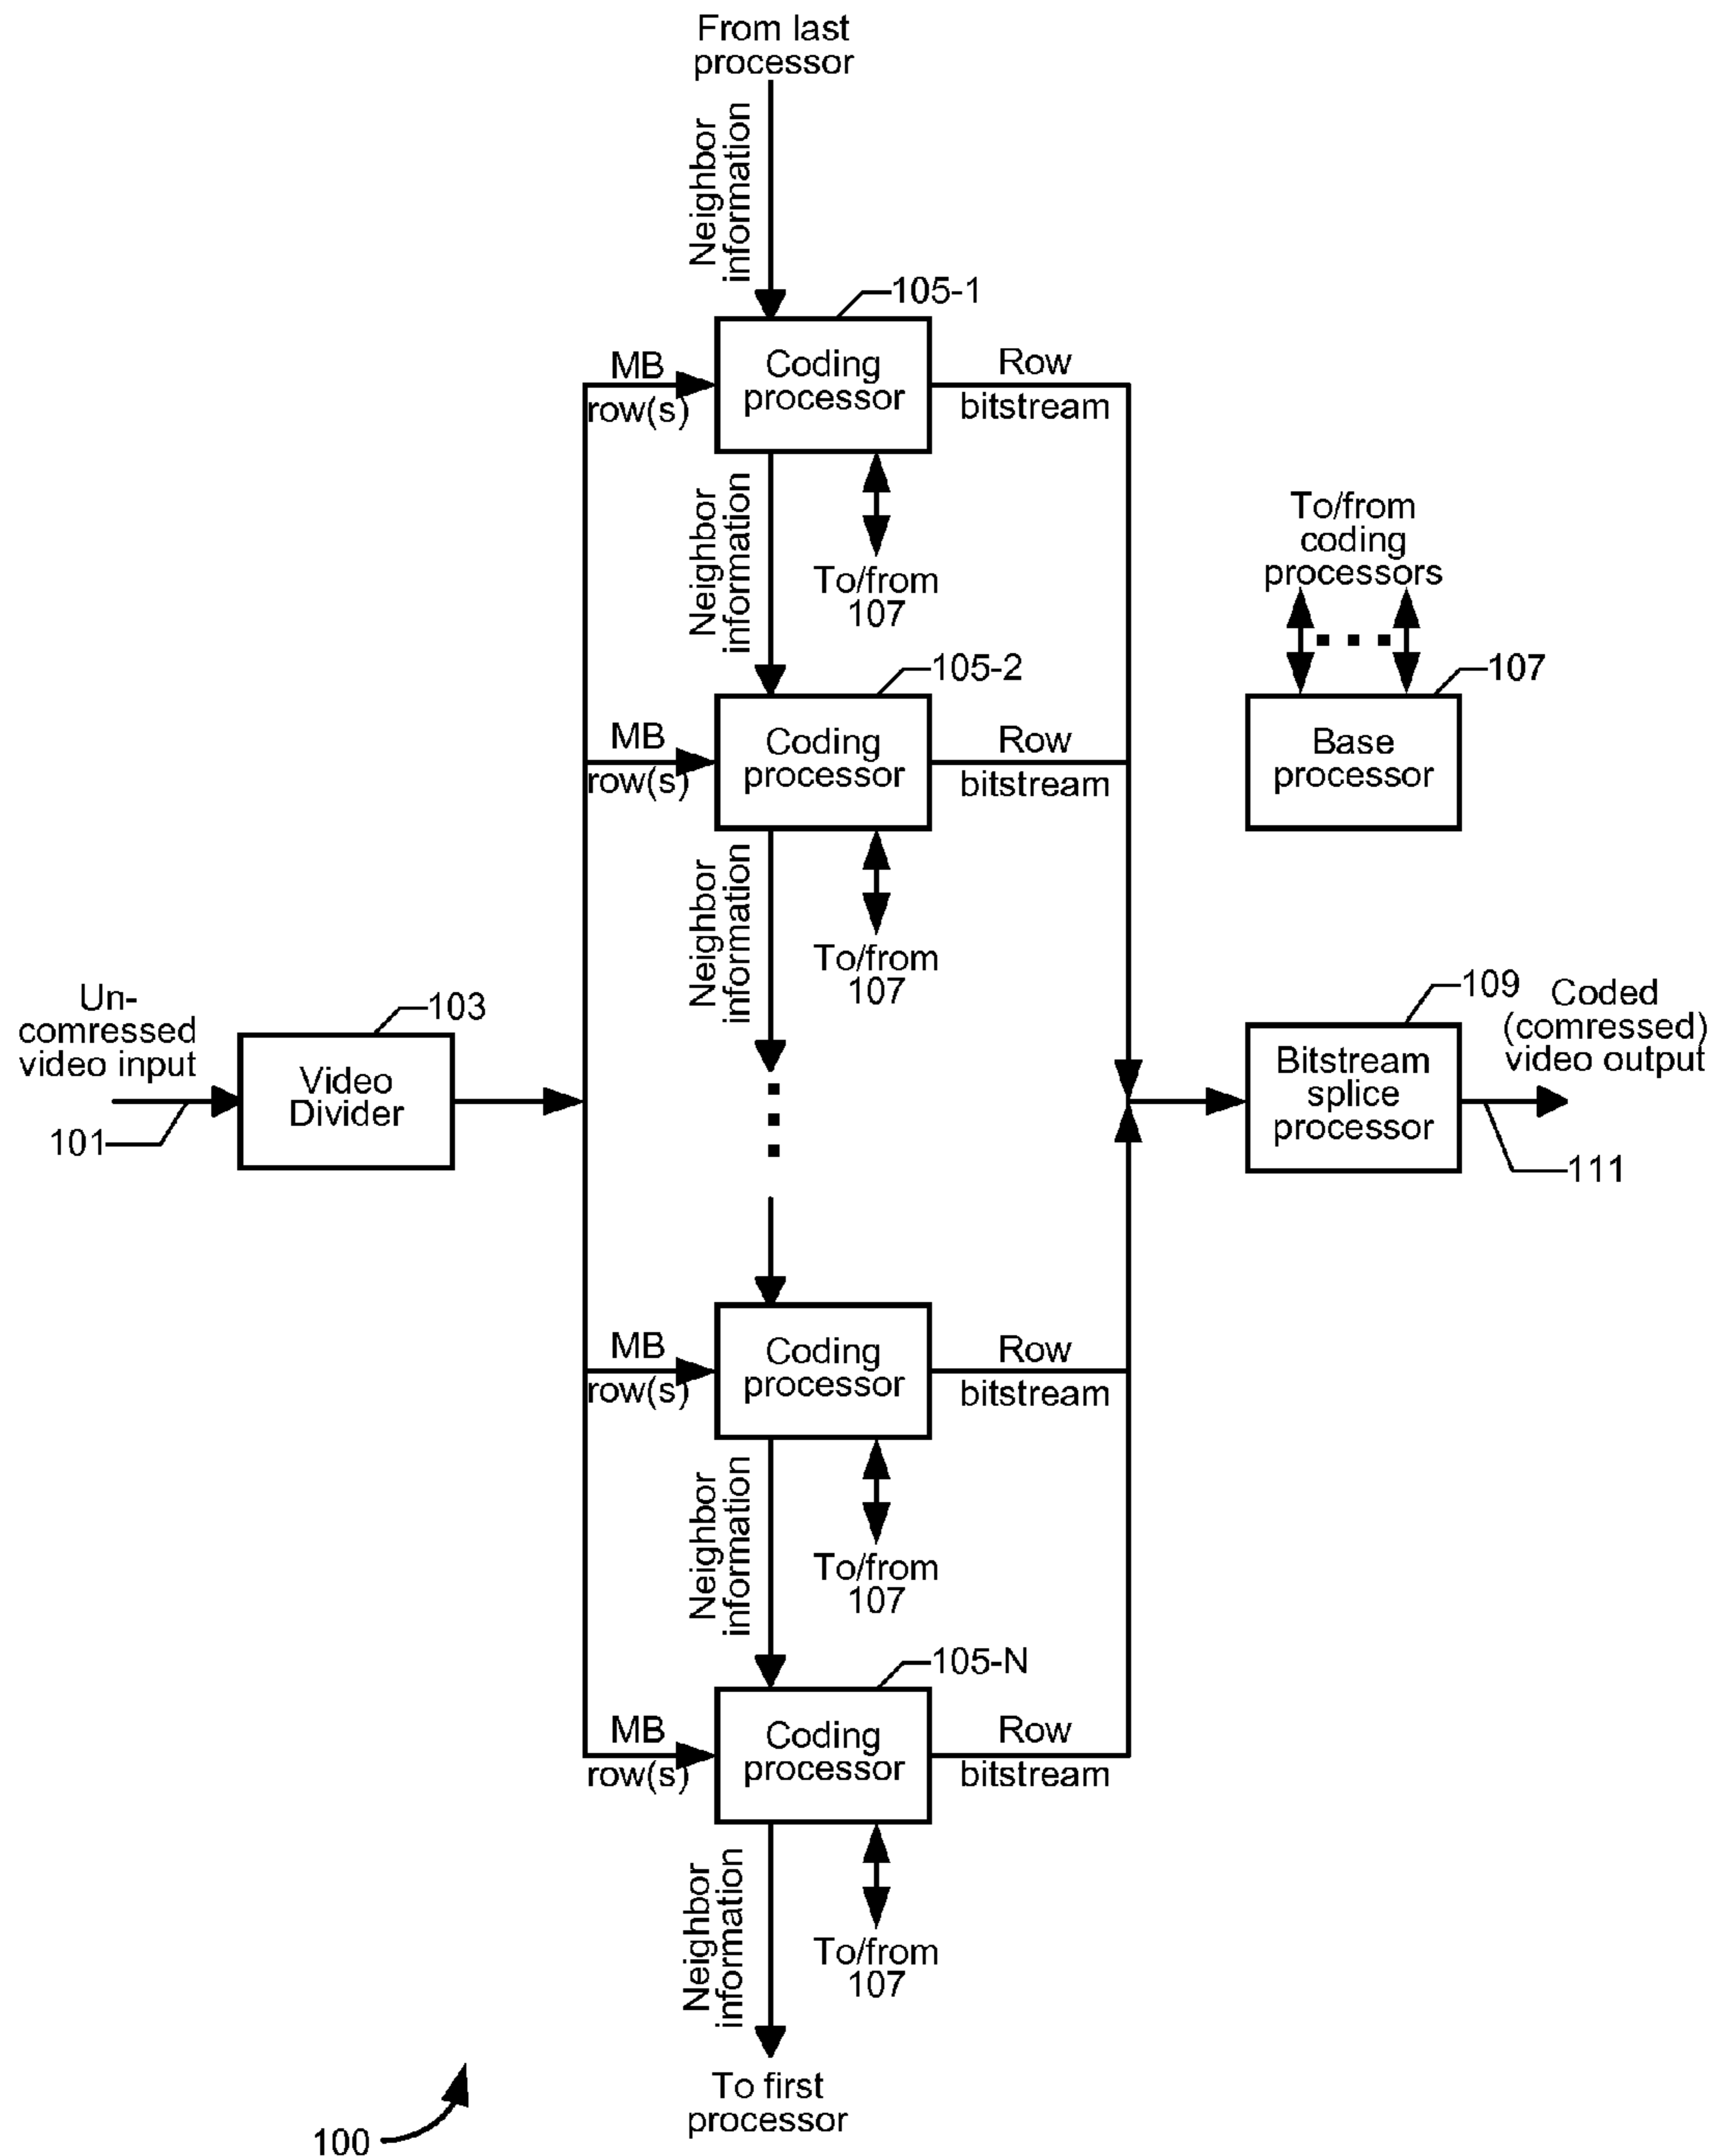 From last
processor
Neighbor
information
105-1
MB
row(s)
Coding
processor
Row
bitstream
Neighbor
information
To/from
107
To/from
coding
processors
105-2
107
MB
row(s)
Coding
processor
Row
bitstream
Base
processor
Neighbor
information
To/from
107
Un-
comressed
video input
101
103
Video
Divider
109
Bitstream
splice
processor
Coded
(comressed)
video output
111
MB
row(s)
Coding
processor
Row
bitstream
Neighbor
information
To/from
107
105-N
MB
row(s)
Coding
processor
Row
bitstream
Neighbor
information
To/from
107
To first
processor
100